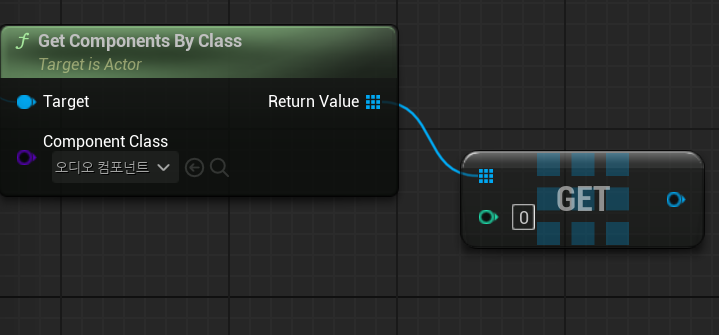 f Get Components By Class
Target is Actor
Target
Return Value
Component Class
오디오 컴포넌트
GET
0